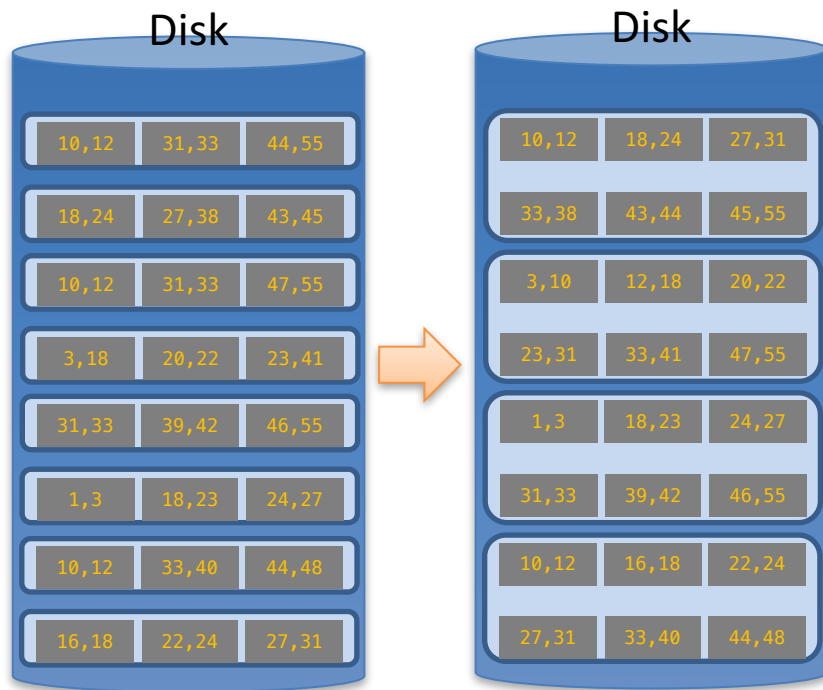 Disk
10,12 31,33 44,55
18,24 27,38 43,45
10,12 31,33 47,55
3,18 20,22 23,41
31,33 39,42 46,55
1,3 18,23 24,27
10,12 33,40 44,48
16,18 22,24 27,31
Disk
10,12 18,24 27,31
33,38 43,44 45,55
3,10 12,18 20,22
23,31 33,41 47,55
1,3 18,23 24,27
31,33 39,42 46,55
10,12 16,18 22,24
27,31 33,40 44,48